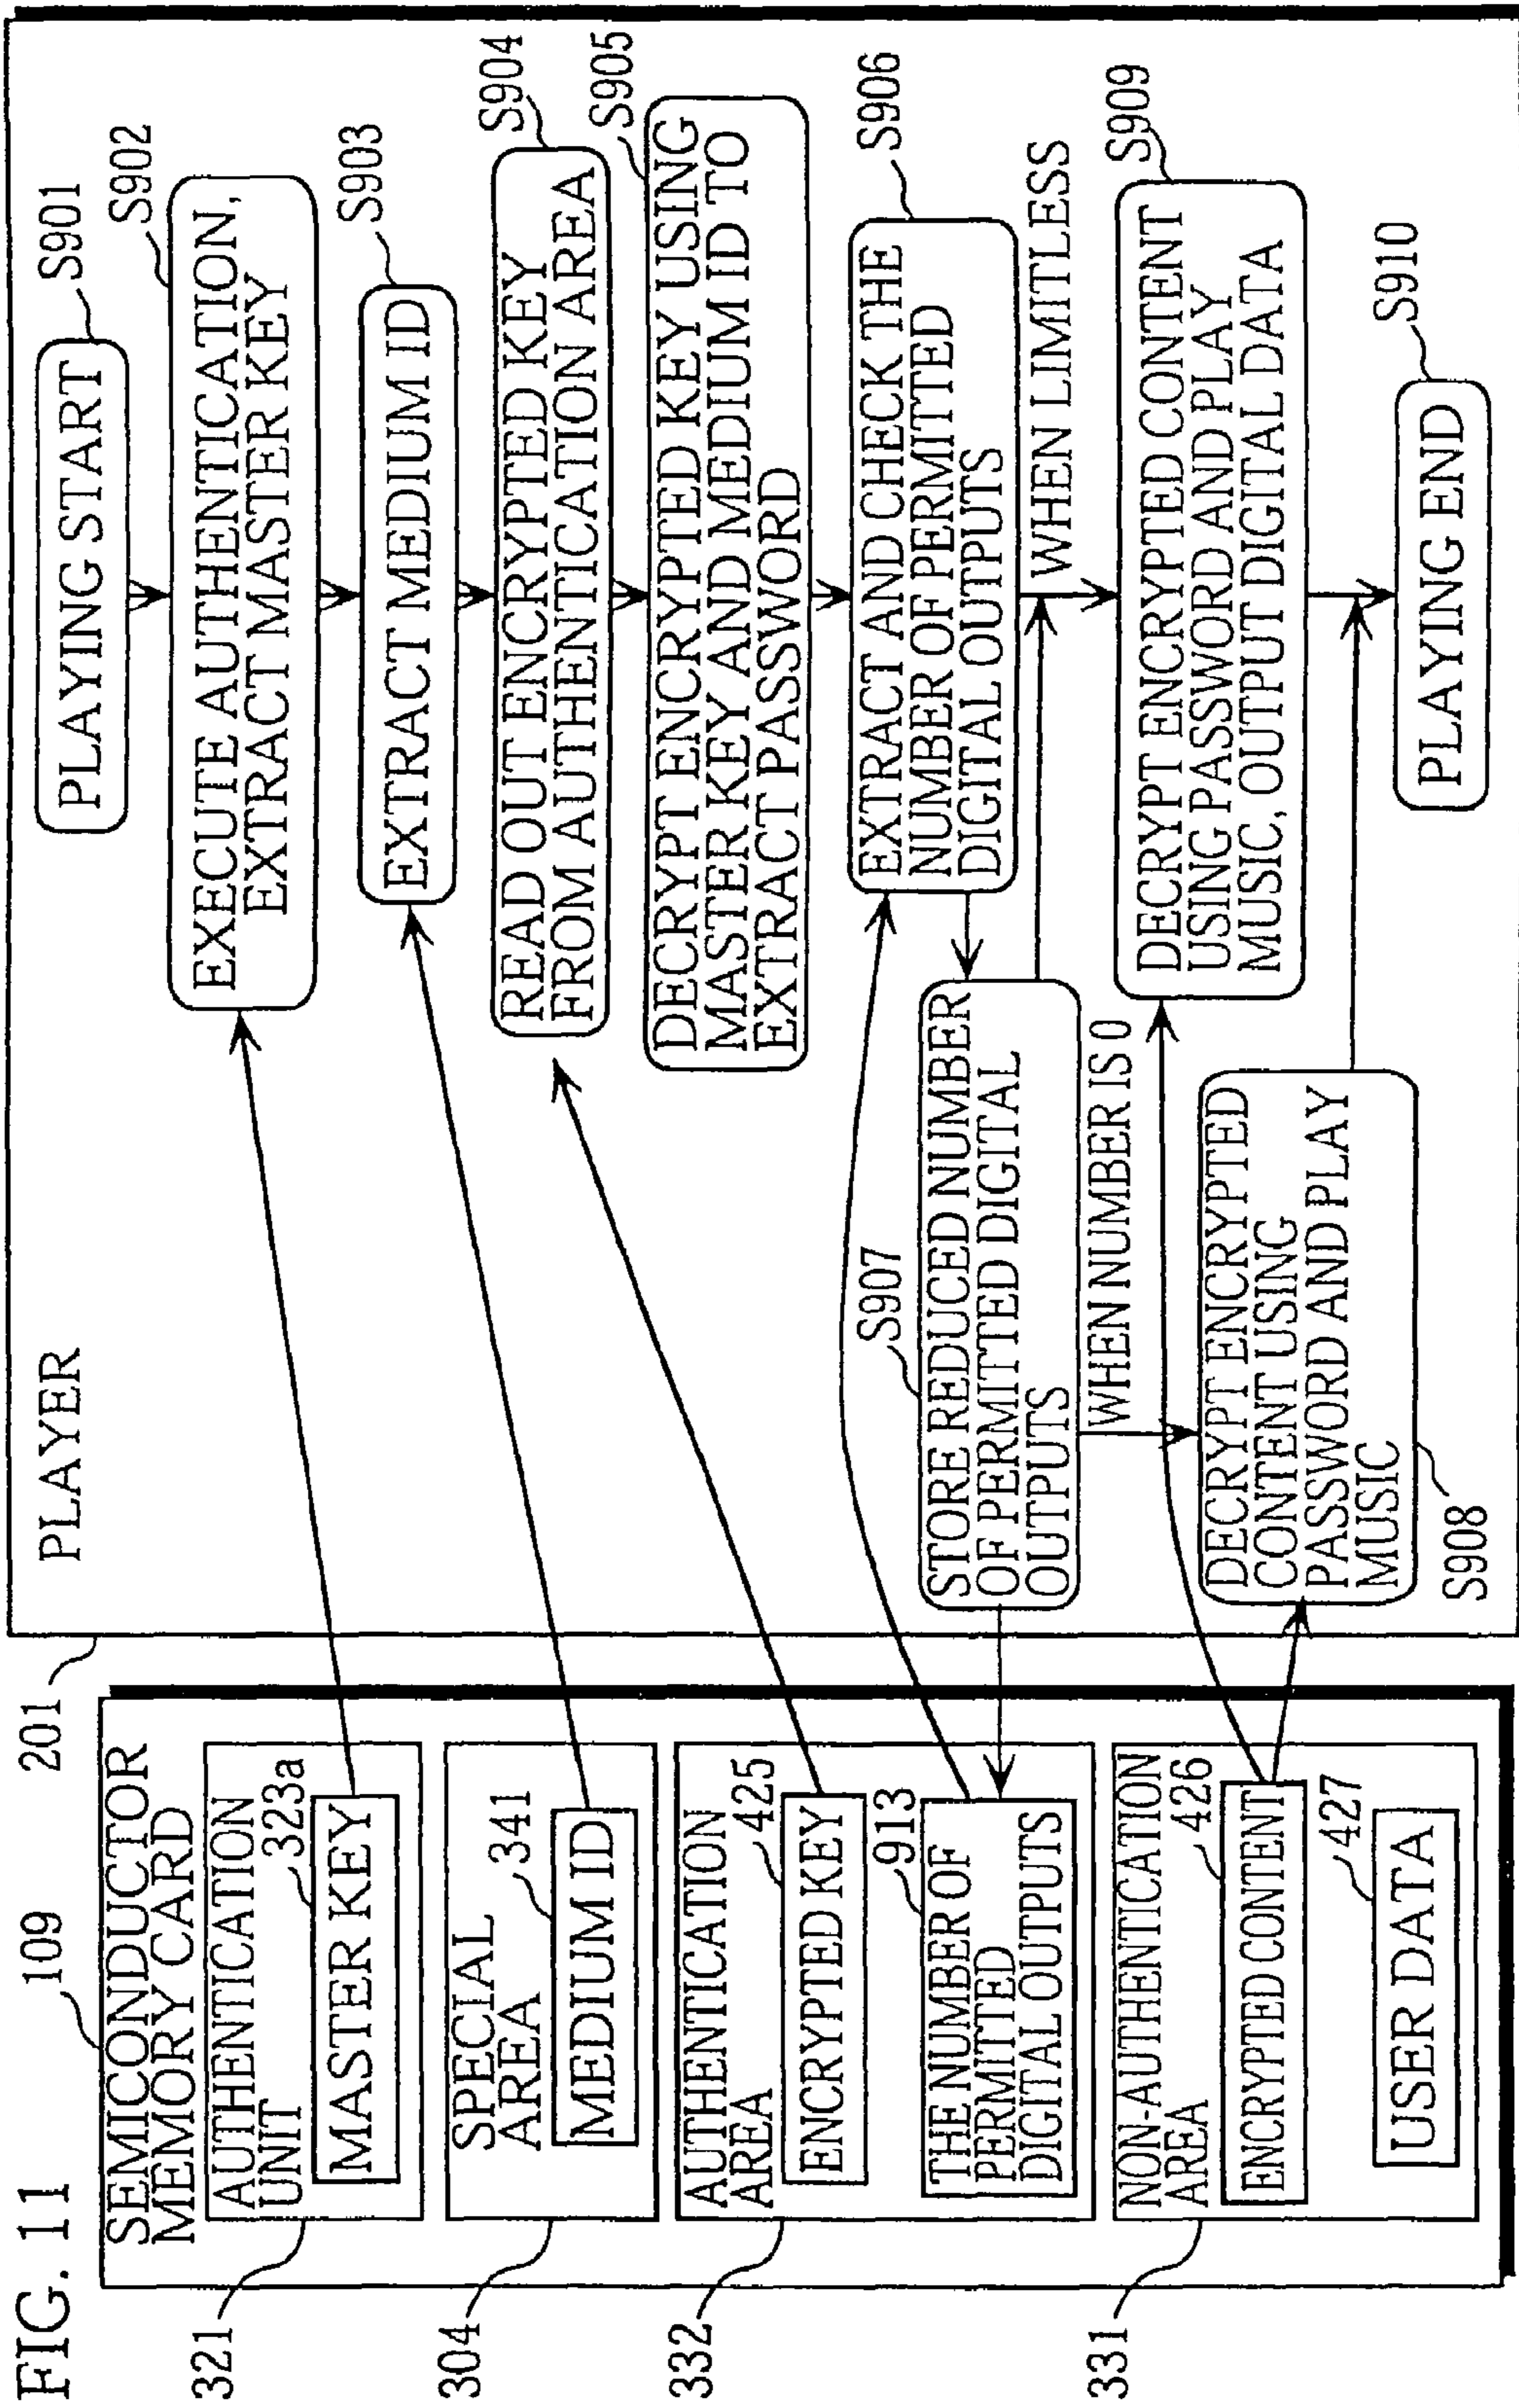 FIG. 11
109
SEMICONDUCTOR
MEMORY CARD
321
AUTHENTICATION
UNIT
323a
MASTER KEY
304
SPECIAL
AREA
341
MEDIUM ID
332
AUTHENTICATION
AREA
425
ENCRYPTED KEY
913
THE NUMBER OF
PERMITTED
DIGITAL OUTPUTS
331
NON-AUTHENTICATION
AREA
426
ENCRYPTED CONTENT
427
USER DATA
201
PLAYER
PLAYING START
S901
EXECUTE AUTHENTICATION,
EXTRACT MASTER KEY
S902
EXTRACT MEDIUM ID
S903
READ OUT ENCRYPTED KEY
FROM AUTHENTICATION AREA
S904
DECRYPT ENCRYPTED KEY USING
MASTER KEY AND MEDIUM ID TO
EXTRACT PASSWORD
S905
EXTRACT AND CHECK THE
NUMBER OF PERMITTED
DIGITAL OUTPUTS
S906
WHEN LIMITLESS
S907
STORE REDUCED NUMBER
OF PERMITTED DIGITAL
OUTPUTS
WHEN NUMBER IS 0
DECRYPT ENCRYPTED
CONTENT USING
PASSWORD AND PLAY
MUSIC
S908
DECRYPT ENCRYPTED CONTENT
USING PASSWORD AND PLAY
MUSIC, OUTPUT DIGITAL DATA
S909
PLAYING END
S910